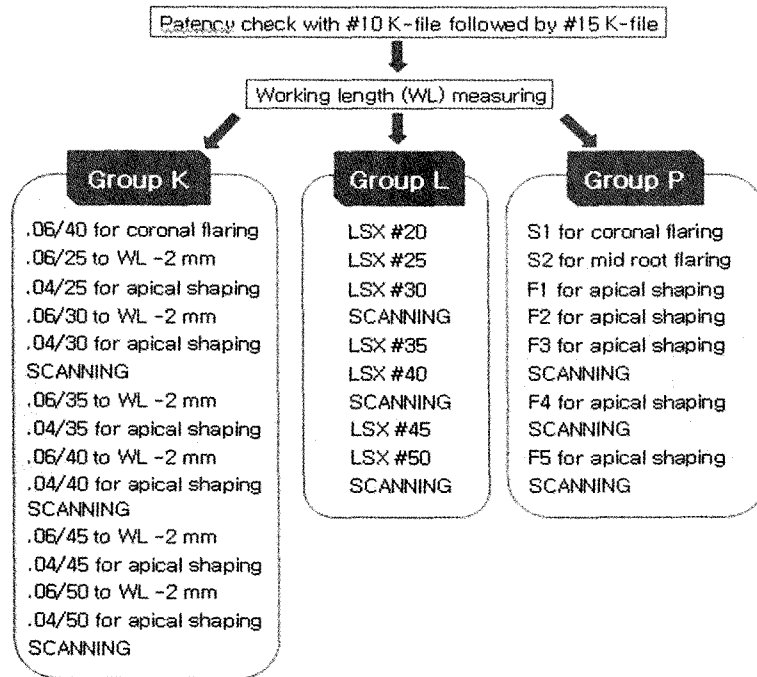 Patency check with #10 K-file followed by #15 K-file
Working length (WL) measuring
Group K
.06/40 for coronal flaring
.06/25 to WL -2 mm
.04/25 for apical shaping
.06/30 to WL -2 mm
.04/30 for apical shaping
SCANNING
.06/35 to WL -2 mm
.04/35 for apical shaping
.06/40 to WL -2 mm
.04/40 for apical shaping
SCANNING
.06/45 to WL -2 mm
.04/45 for apical shaping
.06/50 to WL -2 mm
.04/50 for apical shaping
SCANNING
Group L
LSX #20
LSX #25
LSX #30
SCANNING
LSX #35
LSX #40
SCANNING
LSX #45
LSX #50
SCANNING
Group P
S1 for coronal flaring
S2 for mid root flaring
F1 for apical shaping
F2 for apical shaping
F3 for apical shaping
SCANNING
F4 for apical shaping
SCANNING
F5 for apical shaping
SCANNING